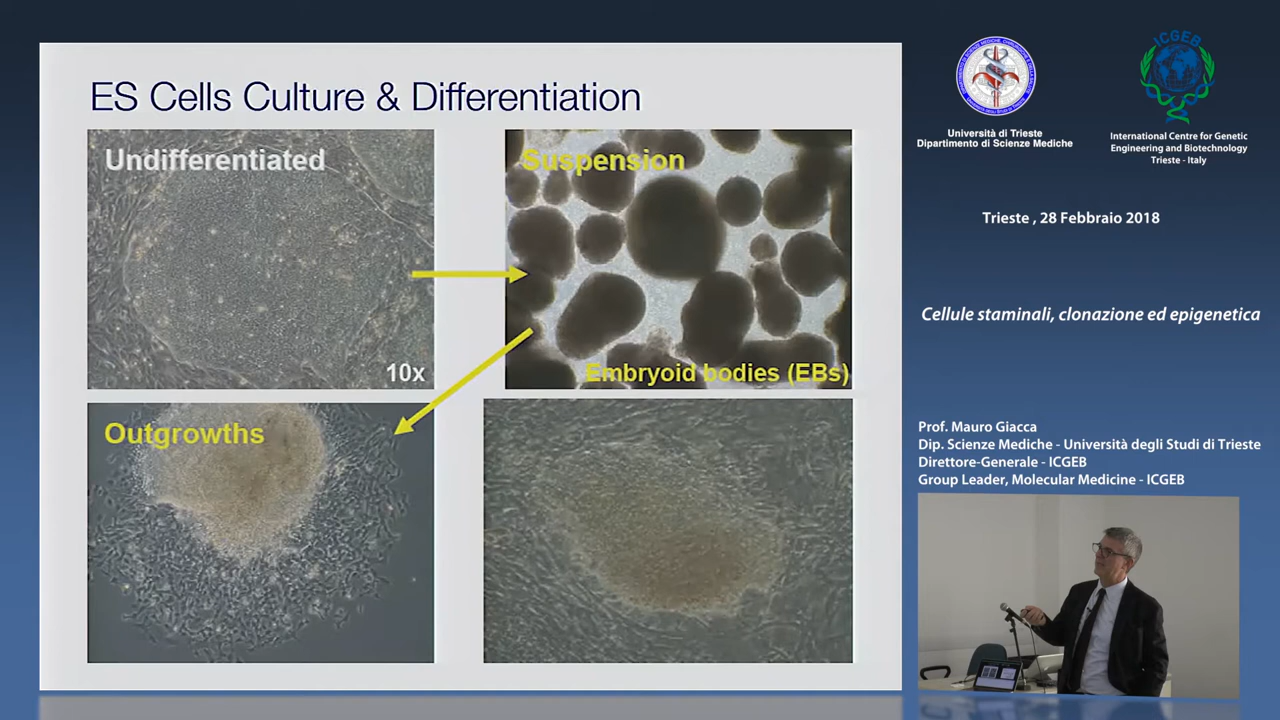 ES Cells Culture & Differentiation
Undifferentiated
10x
Suspension
Embryoid bodies (EBs)
Outgrowths
ICGEB
Università di Trieste
Dipartimento di Scienze Mediche
International Centre for Genetic
Engineering and Biotechnology
Trieste - Italy
Trieste , 28 Febbraio 2018
Cellule staminali, clonazione ed epigenetica
Prof. Mauro Giacca
Dip. Scienze Mediche - Università degli Studi di Trieste
Direttore-Generale - ICGEB
Group Leader, Molecular Medicine - ICGEB